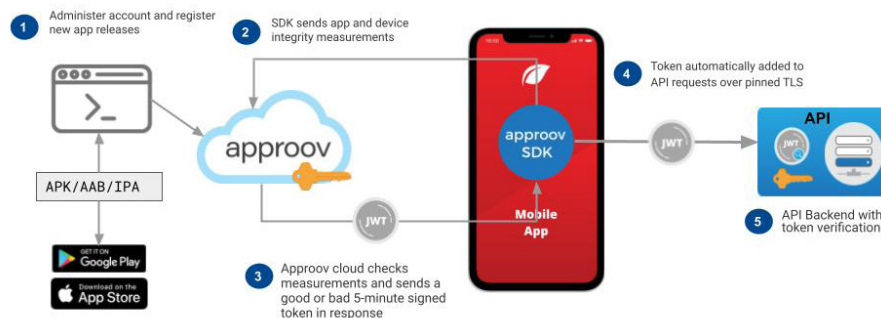 1
Administer account and register
new app releases
2
SDK sends app and device
integrity measurements
4
Token automatically added to
API requests over pinned TLS
approov
approov
SDK
JWT
API
JWT
APK/AAB/IPA
JWT
Mobile
App
GET IT ON
Google Play
Download on the
App Store
3
Approov cloud checks
measurements and sends a
good or bad 5-minute signed
token in response
5
API Backend with
token verification